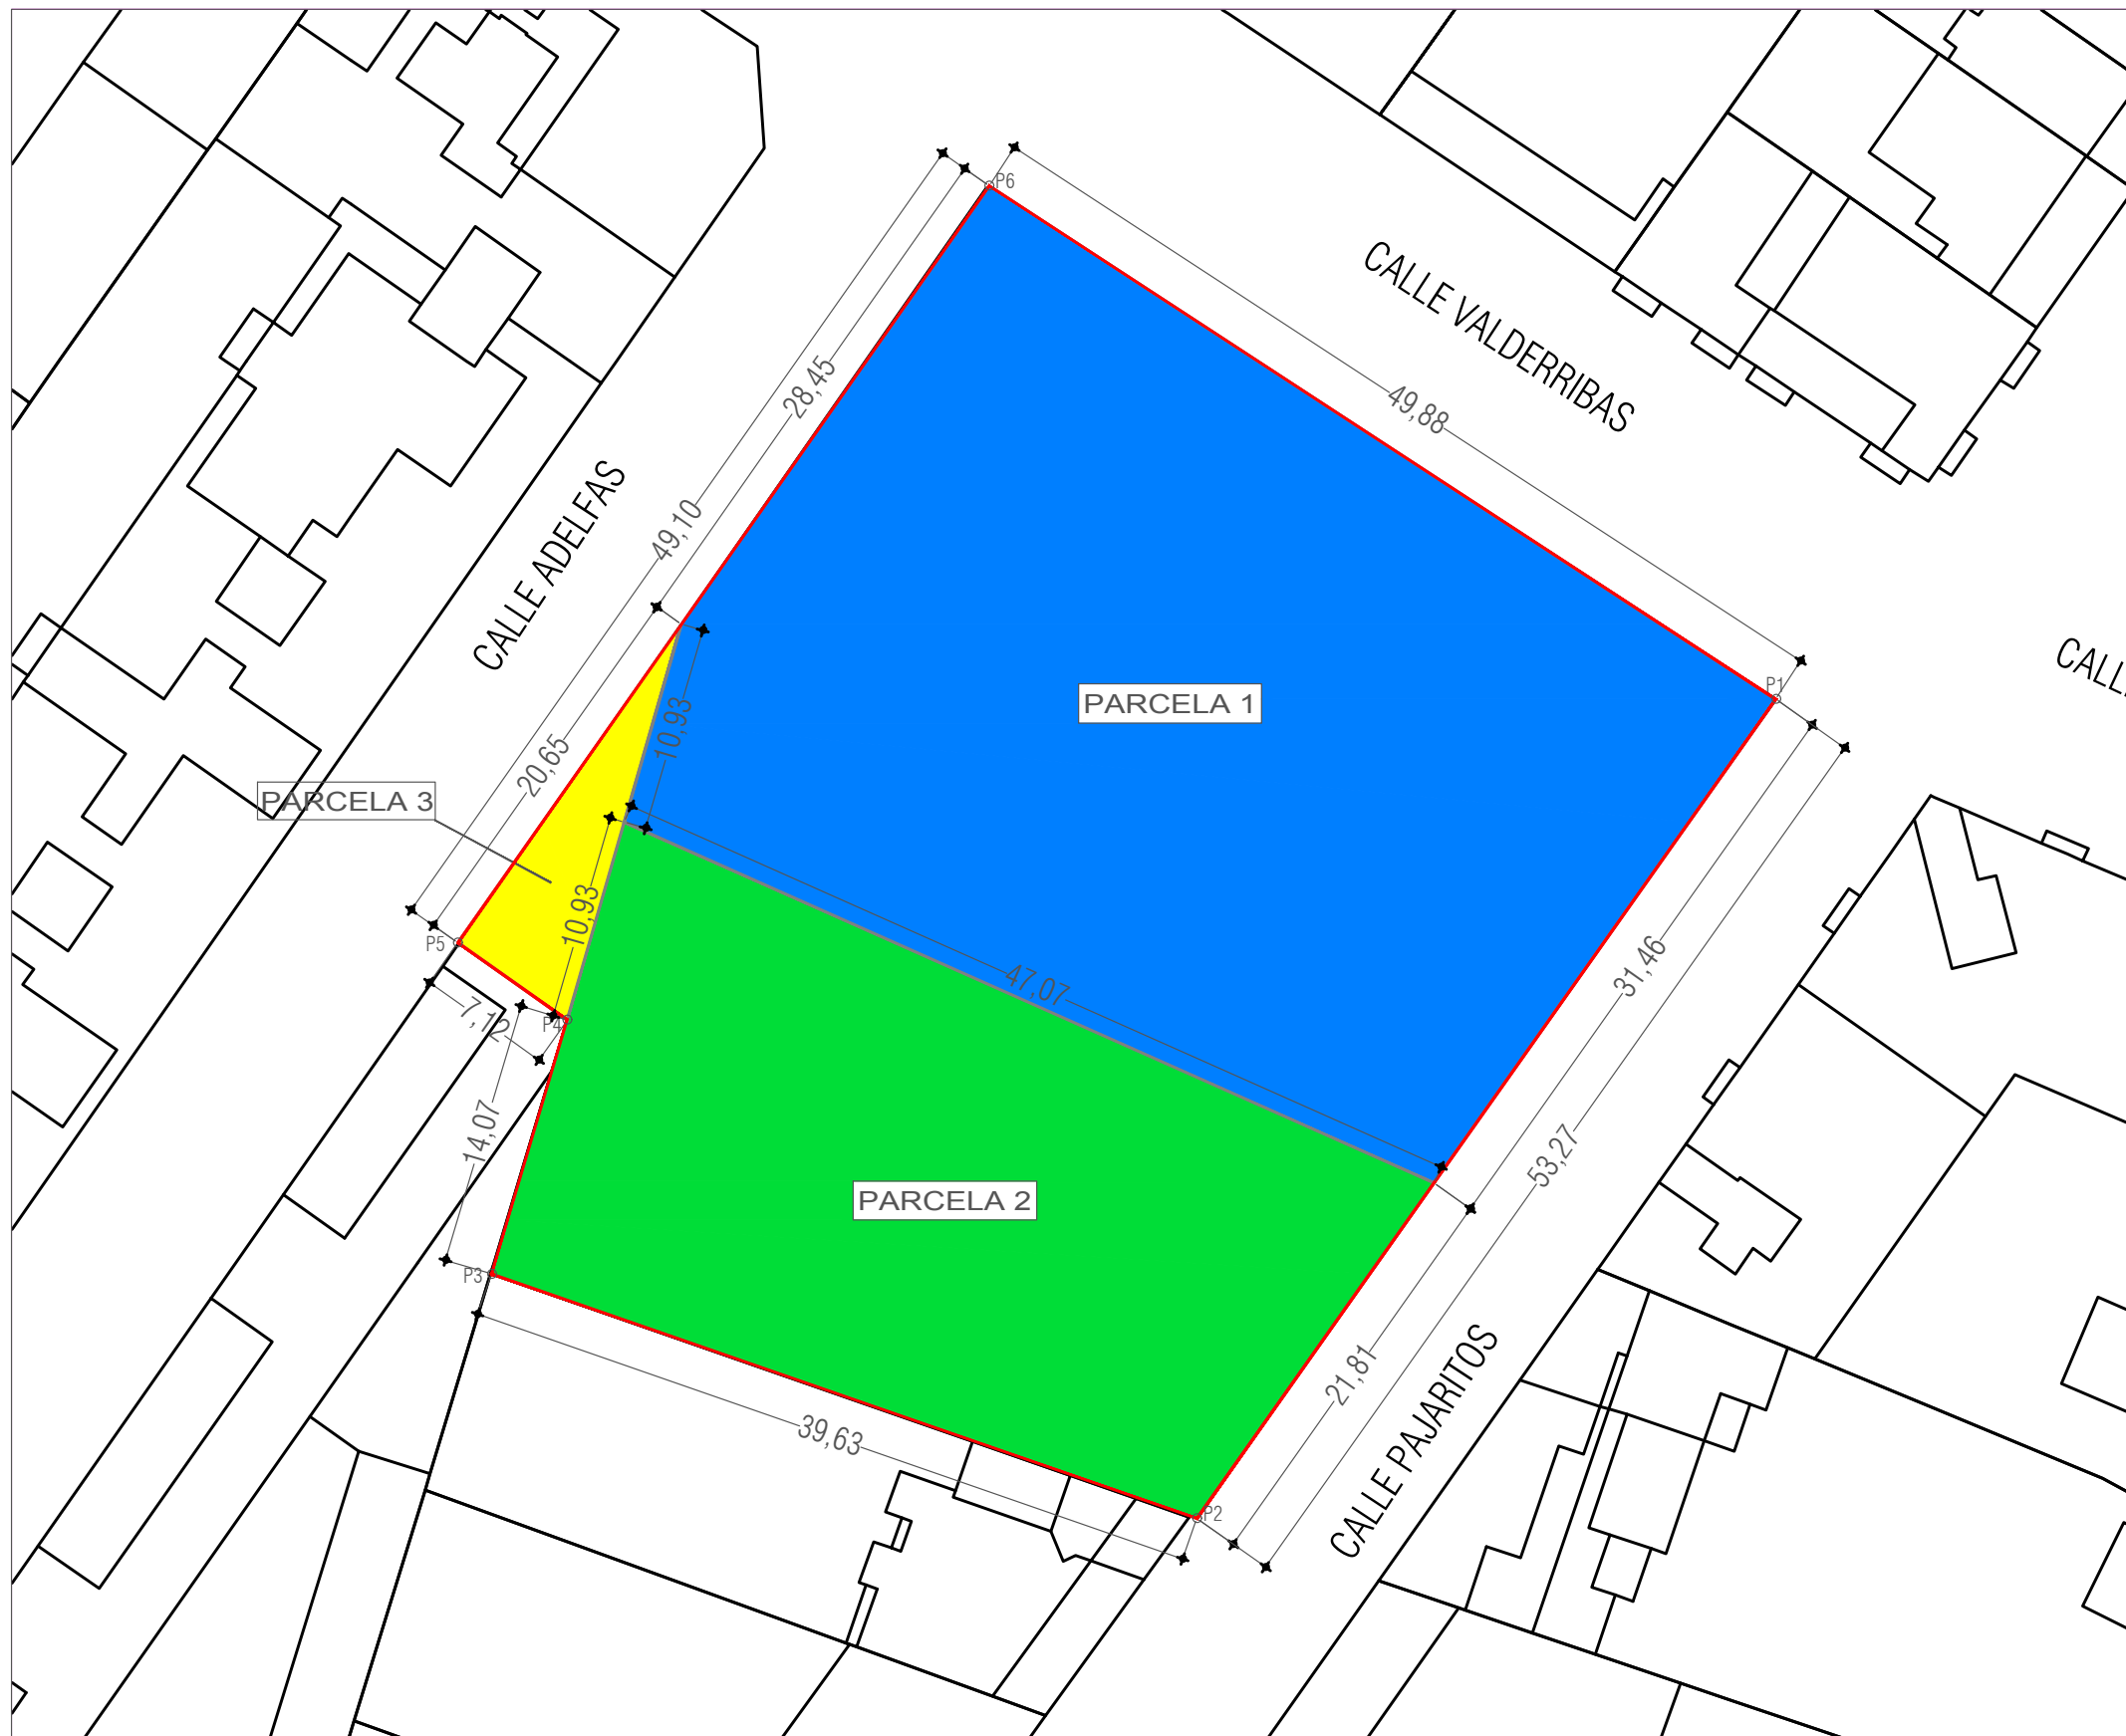 P6
CALLE VALDERRIBAS
28,45
49,88
CALLE ADELFAS
49,10
CALL
P1
PARCELA 1
10,93
20,65
PARCELA 3
10,93
P5
31,46
47,07
7,12
P4
14,07
53,27
PARCELA 2
P3
21,81
CALLE PAJARITOS
39,63
P2